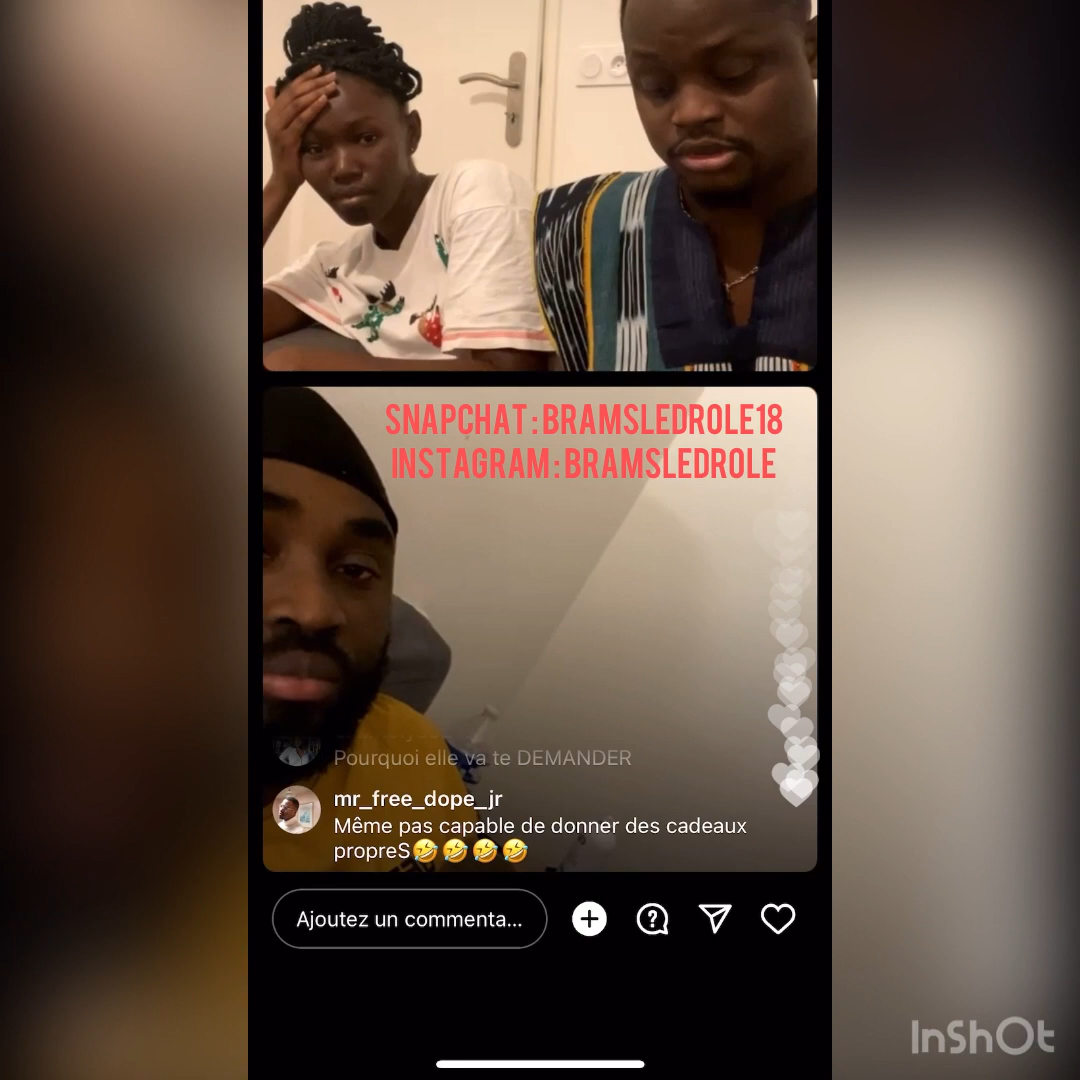 SNAPCHAT : BRAMSLEDROLE18
INSTAGRAM : BRAMSLEDROLE
Pourquoi elle va te DEMANDER
mr_free_dope_jr
Même pas capable de donner des cadeaux
propreS🤣🤣🤣🤣
Ajoutez un commenta...
InShOt